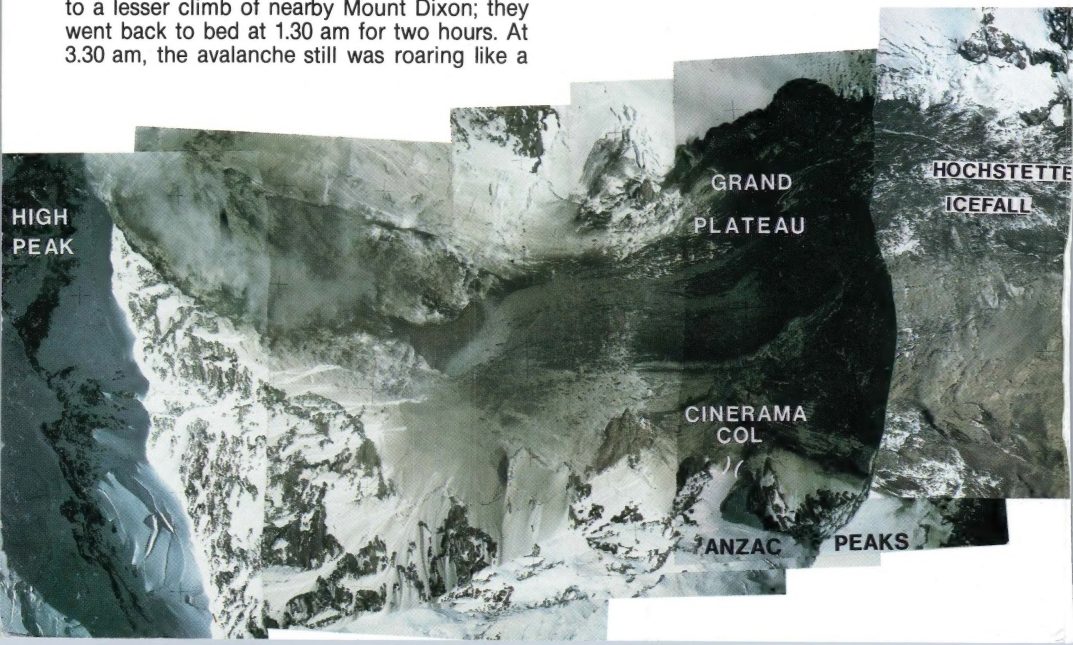 to a lesser climb of nearby Mount Dixon; they
went back to bed at 1.30 am for two hours. At
3.30 am, the avalanche still was roaring like a
HIGH
PEAK
GRAND
PLATEAU
HOCHSTETTE
ICEFALL
CINERAMA
COL
ANZAC PEAKS